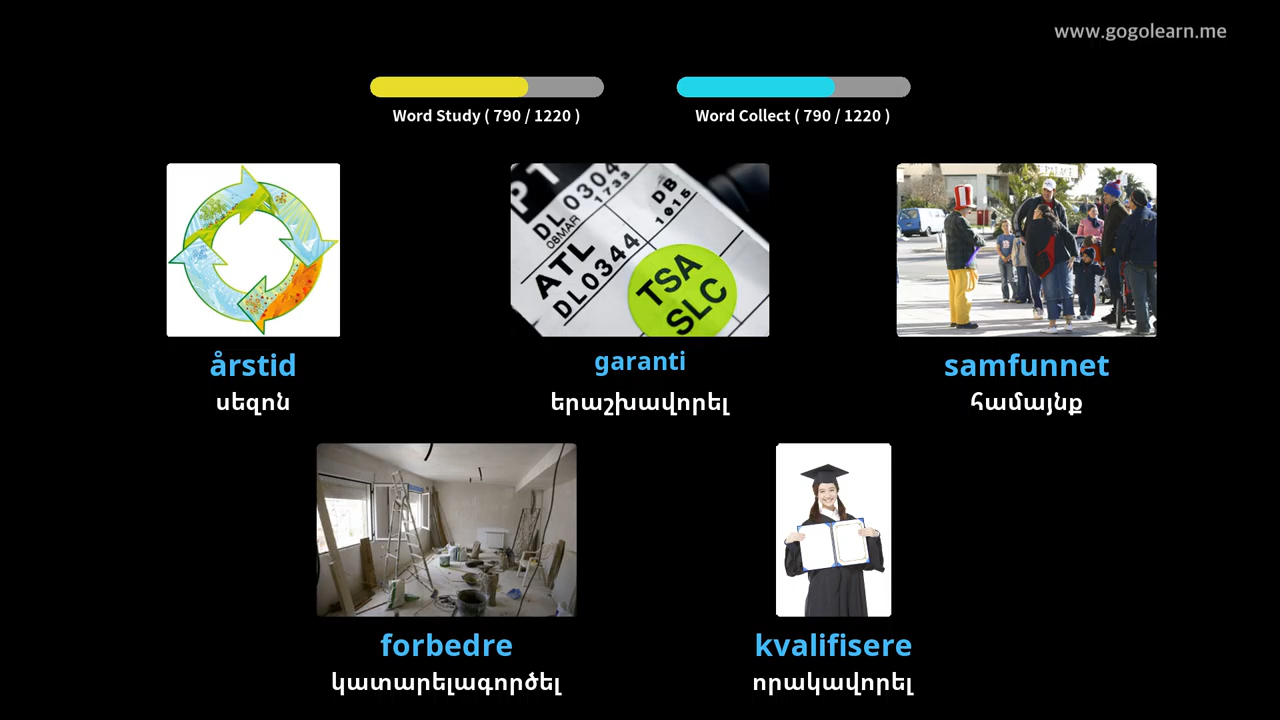 www.gogolearn.me
Word Study ( 790 / 1220 )
Word Collect ( 790 / 1220 )
PT
DL 0304
08MAR 1733
DB
1015
ATL
DL0344
TSA
SLC
årstid
garanti
samfunnet
սեզոն
երաշխավորել
համայնք
forbedre
kvalifisere
կատարելագործել
որակավորել